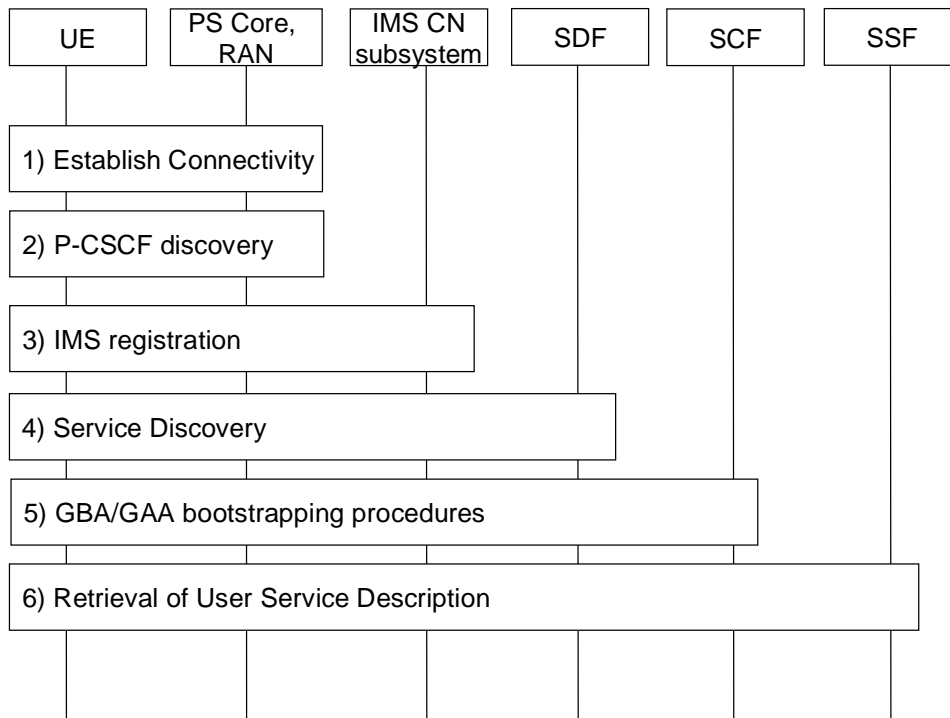 UE
PS Core,
RAN
IMS CN
subsystem
SDF
SCF
SSF
1) Establish Connectivity
2) P-CSCF discovery
3) IMS registration
4) Service Discovery
5) GBA/GAA bootstrapping procedures
6) Retrieval of User Service Description